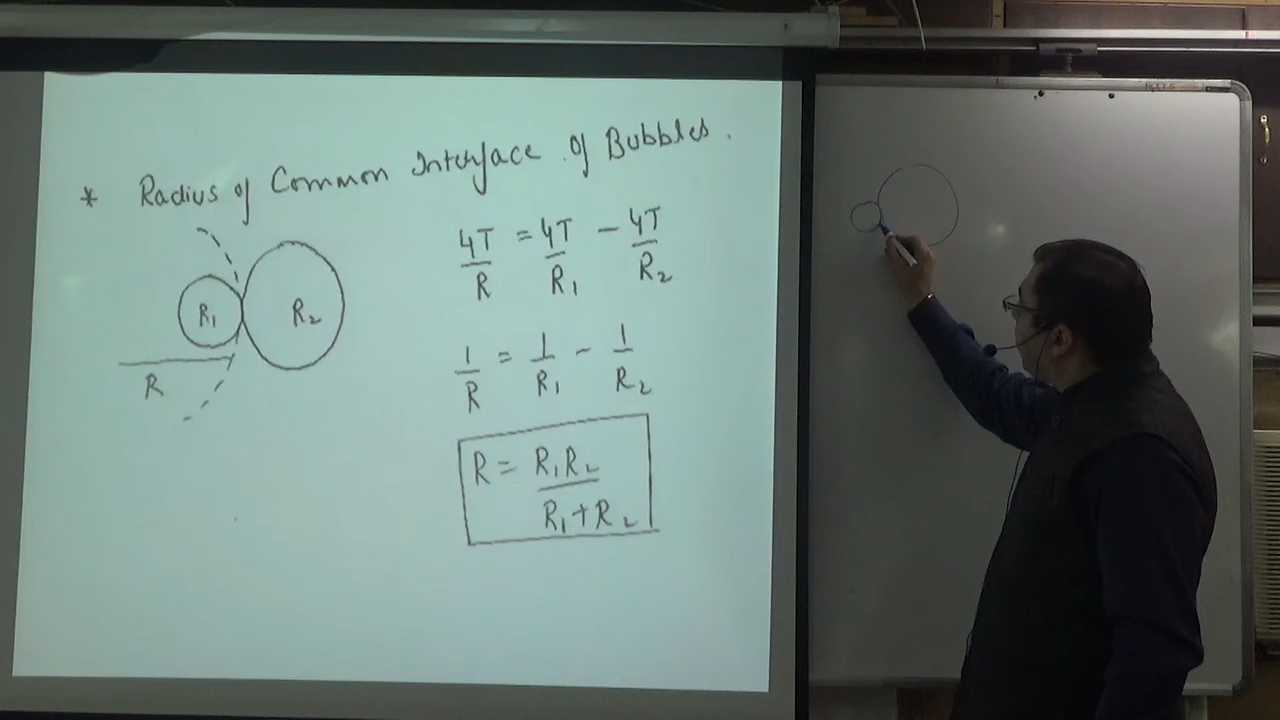 * Radius of Common Interface of Bubbles.
R₁
R₂
R
4T/R = 4T/R₁ − 4T/R₂
1/R = 1/R₁ − 1/R₂
R = R₁R₂/R₁+R₂